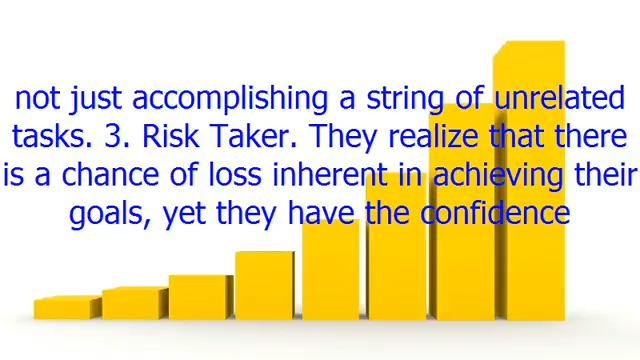 not just accomplishing a string of unrelated
tasks. 3. Risk Taker. They realize that there
is a chance of loss inherent in achieving their
goals, yet they have the confidence